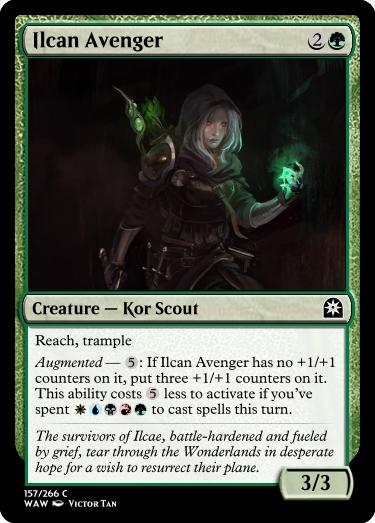 Ilcan Avenger
2
Creature — Kor Scout
Reach, trample
Augmented — 5: If Ilcan Avenger has no +1/+1
counters on it, put three +1/+1 counters on it.
This ability costs 5 less to activate if you've
spent to cast spells this turn.
The survivors of Ilcae, battle-hardened and fueled
by grief, tear through the Wonderlands in desperate
hope for a wish to resurrect their plane.
3/3
157/266 C
WAW Victor Tan